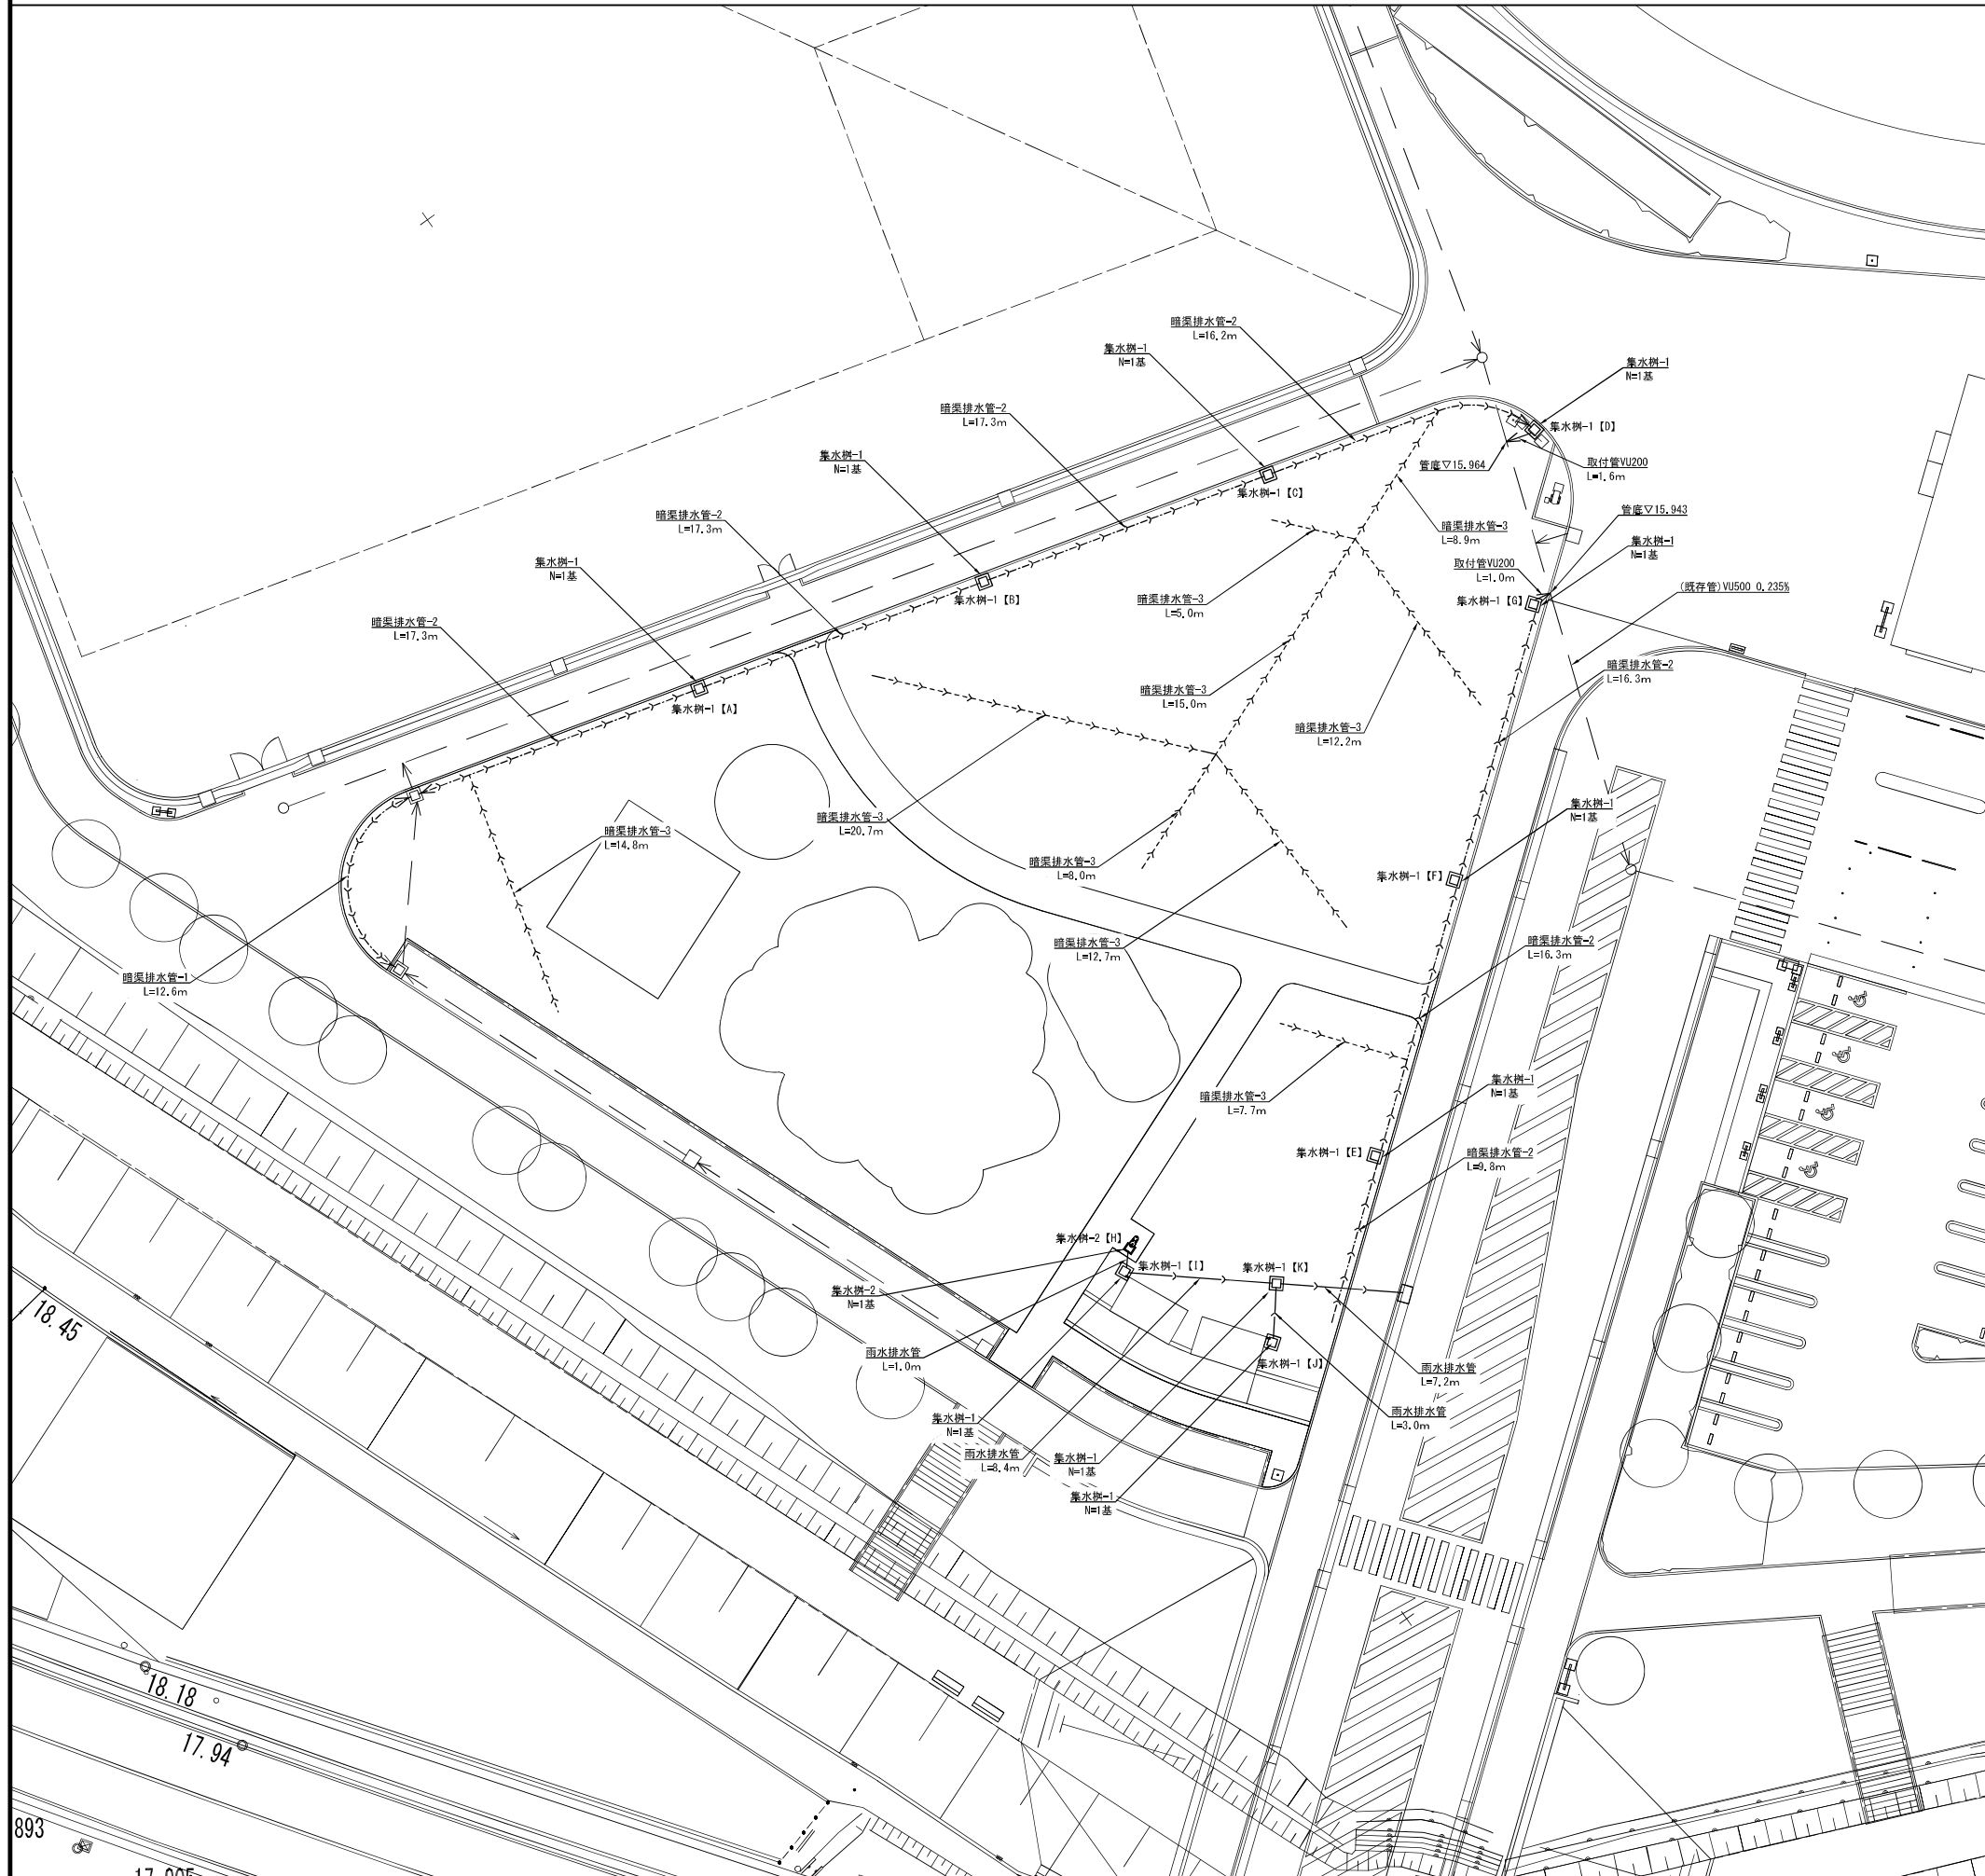 暗渠排水管-2
L=16.2m
集水桝-1
N=1基
集水桝-1
N=1基
暗渠排水管-2
L=17.3m
集水桝-1【D】
集水桝-1
N=1基
管底▽15.964
取付管VU200
L=1.6m
集水桝-1【C】
暗渠排水管-2
L=17.3m
管底▽15.943
暗渠排水管-3
L=8.9m
集水桝-1
N=1基
集水桝-1
N=1基
取付管VU200
L=1.0m
(既存管)VU500 0.235%
集水桝-1【B】
暗渠排水管-3
L=5.0m
集水桝-1【G】
暗渠排水管-2
L=17.3m
暗渠排水管-2
L=16.3m
暗渠排水管-3
L=15.0m
集水桝-1【A】
暗渠排水管-3
L=12.2m
集水桝-1
N=1基
暗渠排水管-3
L=20.7m
暗渠排水管-3
L=14.8m
暗渠排水管-3
L=8.0m
集水桝-1【F】
暗渠排水管-3
L=12.7m
暗渠排水管-2
L=16.3m
暗渠排水管-1
L=12.6m
集水桝-1
N=1基
暗渠排水管-3
L=7.7m
集水桝-1【E】
暗渠排水管-2
L=9.8m
集水桝-2【H】
集水桝-1【I】
集水桝-1【K】
集水桝-2
N=1基
18.45
雨水排水管
L=1.0m
集水桝-1【J】
雨水排水管
L=7.2m
雨水排水管
L=3.0m
集水桝-1
N=1基
雨水排水管
L=8.4m
集水桝-1
N=1基
集水桝-1
N=1基
18.18
17.94
893